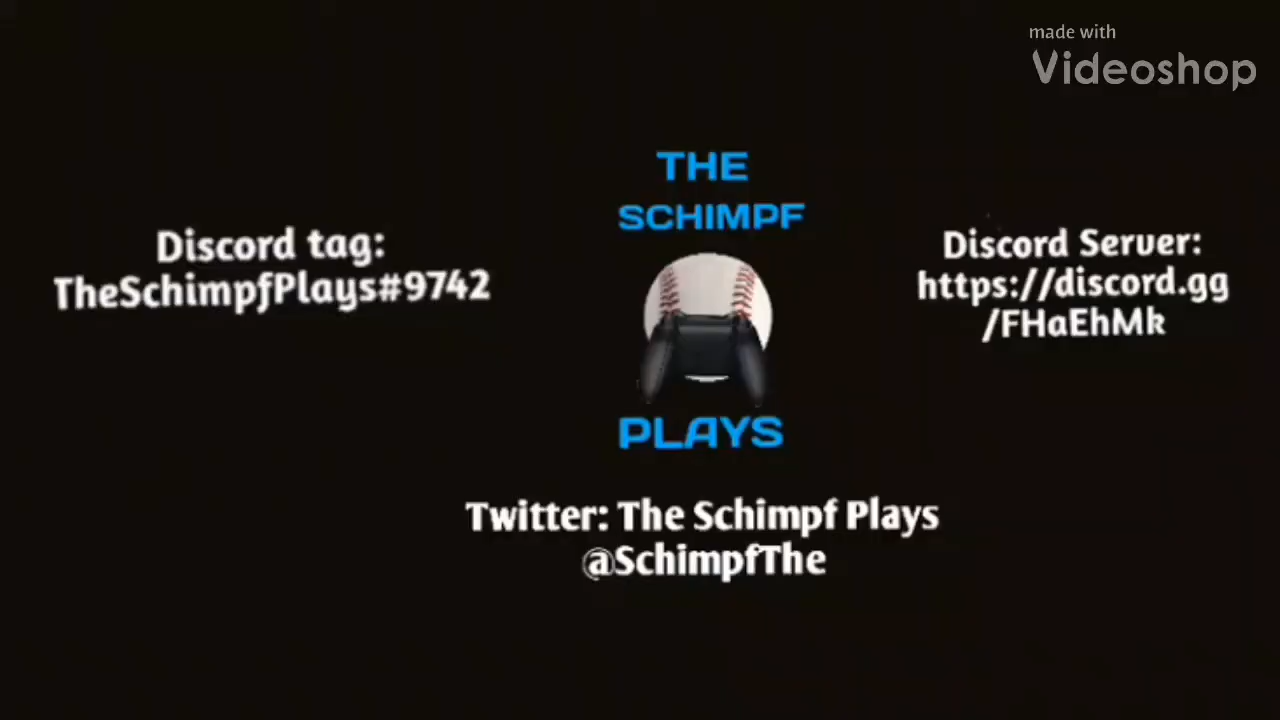 made with
Videoshop
THE
SCHIMPF
PLAYS
Discord tag:
TheSchimpfPlays#9742
Discord Server:
https://discord.gg
/FHaEhMk
Twitter: The Schimpf Plays
@SchimpfThe